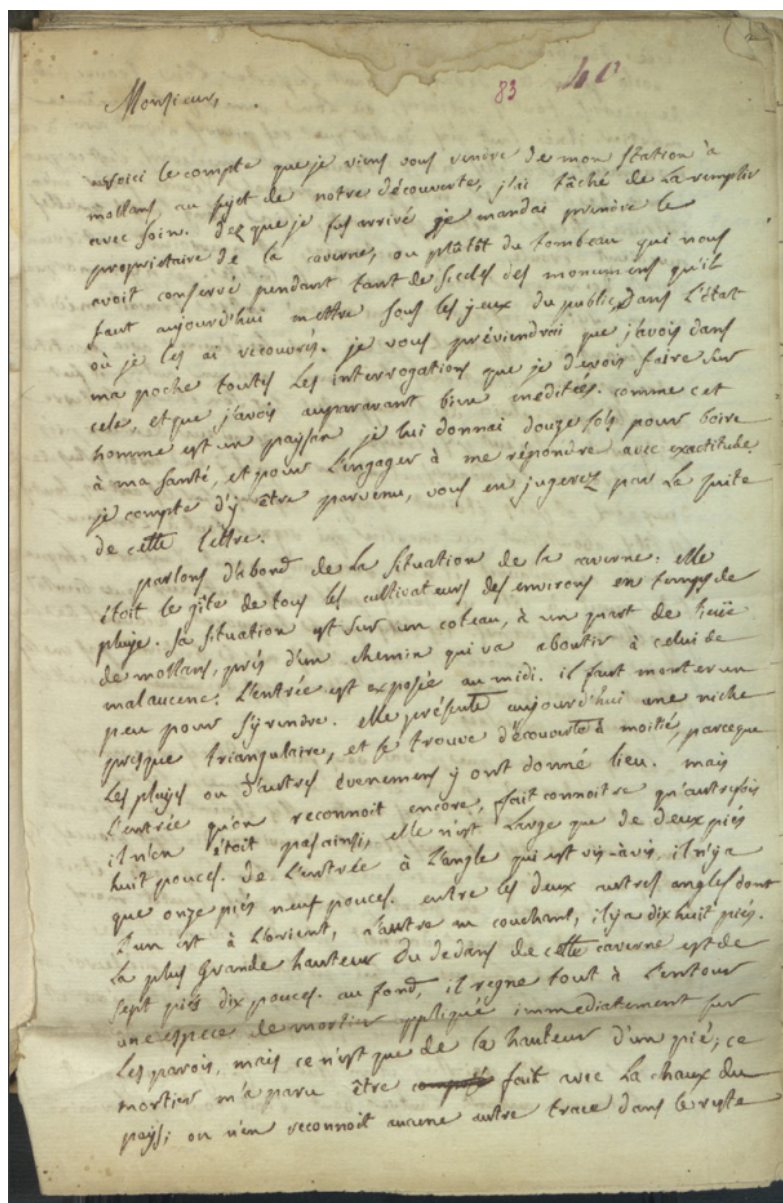 83
Monsieur,
voici le compte que je viens vous rendre de mon station à
mollans au sujet de notre découverte, j'ai tâché de La remplir
avec soin. dez que je fus arrivé je mandai prendre le
proprietaire de la caverne, ou plûtôt du tombeau qui nous
avoit conservé pendant tant de siecles des monumens qu'il
faut aujourd'hui mettre sous les yeux du public, dans L'état
où je les ai recouvrés. je vous préviendrai que j'avois dans
ma poche toutes Les interrogations que je devois faire sur
cela, et que j'avois auparavant bien meditées. comme cet
homme est un paysan je lui donnai douze sols pour boire
à ma santé, et pour L'engager à me répondre avec exactitude.
je compte d'y être parvenu, vous en jugerez par La suite
de cette lettre.
parlons d'abord de La situation de la caverne. elle
étoit le gîte de tous les cultivateurs des environs en temps de
pluye. sa situation est sur un coteau, à un quart de lieüe
de mollans, près d'un chemin qui va aboutir à celui de
malaucene. L'entrée est exposée au midi. il faut monter un
peu pour s'y rendre. elle présente aujourd'hui une niche
presque triangulaire, et se trouve découverte à moitié, parceque
Les pluyes ou d'autres évenemens y ont donné lieu. mais
L'entrée qu'on reconnoit encore, fait connoitre qu'autrefois
il n'en étoit pas ainsi, elle n'est Large que de deux piés
huit pouces. de L'entrée à L'angle qui est vis-à-vis, il n'y a
que onze piés neuf pouces. entre les deux autres angles dont
L'un est à L'orient, L'autre au couchant, il y a dix huit piés.
La plus Grande hauteur du dedans de cette caverne est de
sept piés dix pouces. au fond, il regne tout à L'entour
une espece de mortier appliqué immediatement sur
Les parois, mais ce n'est que de la hauteur d'un pié; ce
mortier m'a paru être fait avec La chaux du
pays; on n'en reconnoit aucune autre trace dans le reste